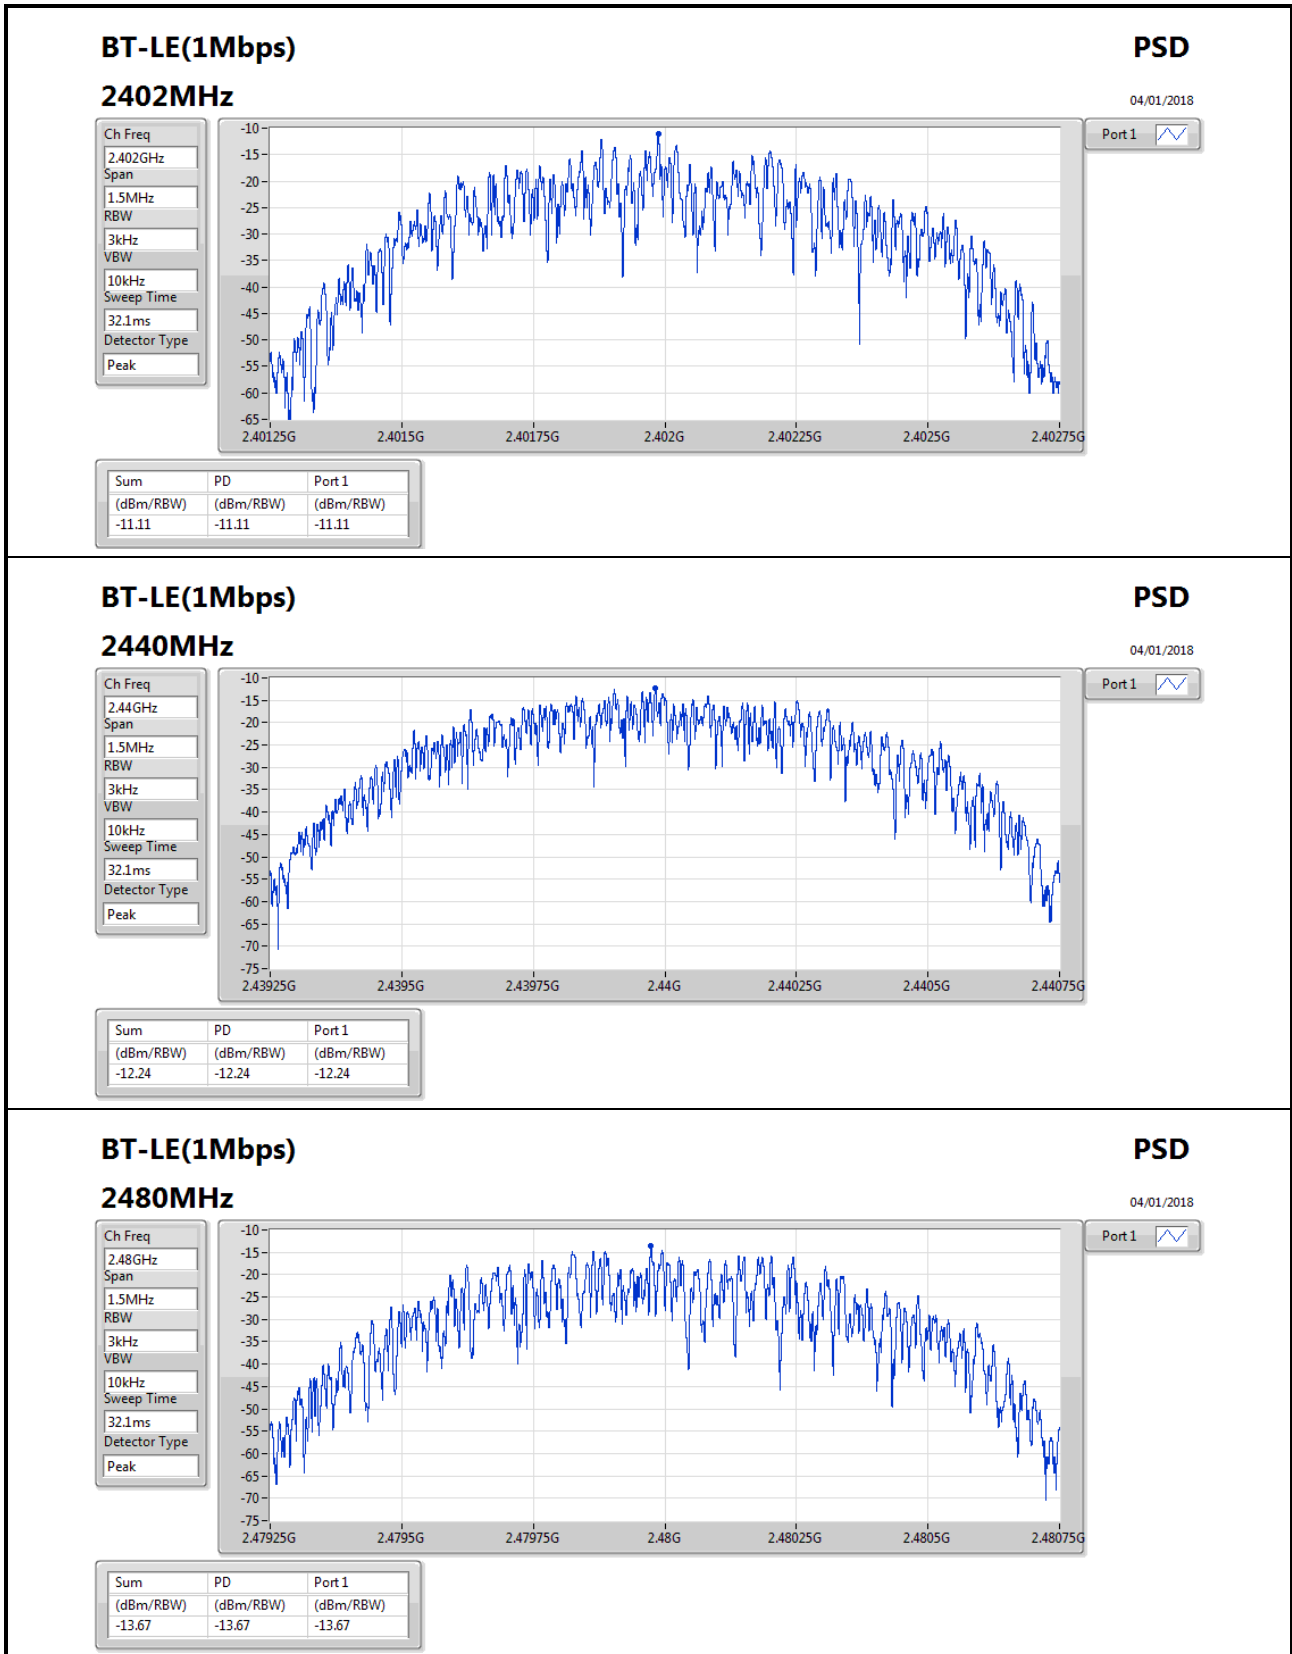 BT-LE(1Mbps) PSD
2402MHz 04/01/2018
Ch Freq
2.402GHz
Span
1.5MHz
RBW
3kHz
VBW
10kHz
Sweep Time
32.1ms
Detector Type
Peak
-10
-15
-20
-25
-30
-35
-40
-45
-50
-55
-60
-65
2.40125G 2.4015G 2.40175G 2.402G 2.40225G 2.4025G 2.40275G
Port 1
Sum PD Port 1
(dBm/RBW) (dBm/RBW) (dBm/RBW)
-11.11 -11.11 -11.11
BT-LE(1Mbps) PSD
2440MHz 04/01/2018
Ch Freq
2.44GHz
Span
1.5MHz
RBW
3kHz
VBW
10kHz
Sweep Time
32.1ms
Detector Type
Peak
-10
-15
-20
-25
-30
-35
-40
-45
-50
-55
-60
-65
-70
-75
2.43925G 2.4395G 2.43975G 2.44G 2.44025G 2.4405G 2.44075G
Port 1
Sum PD Port 1
(dBm/RBW) (dBm/RBW) (dBm/RBW)
-12.24 -12.24 -12.24
BT-LE(1Mbps) PSD
2480MHz 04/01/2018
Ch Freq
2.48GHz
Span
1.5MHz
RBW
3kHz
VBW
10kHz
Sweep Time
32.1ms
Detector Type
Peak
-10
-15
-20
-25
-30
-35
-40
-45
-50
-55
-60
-65
-70
-75
2.47925G 2.4795G 2.47975G 2.48G 2.48025G 2.4805G 2.48075G
Port 1
Sum PD Port 1
(dBm/RBW) (dBm/RBW) (dBm/RBW)
-13.67 -13.67 -13.67